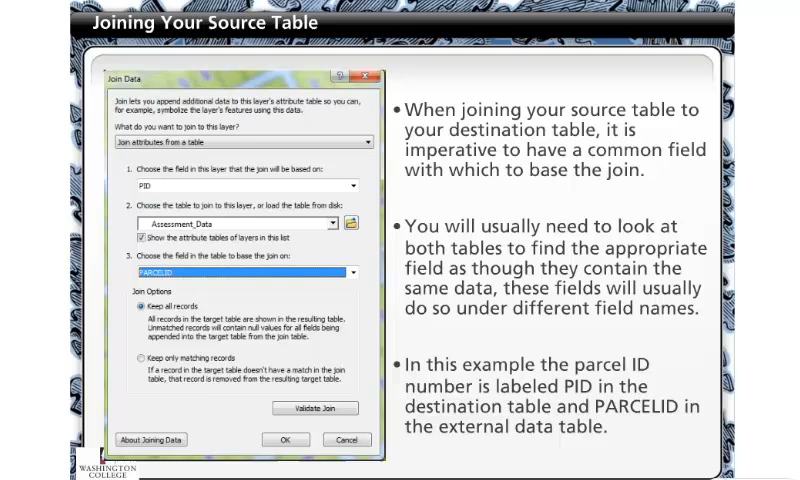 Joining Your Source Table
Join Data
Join lets you append additional data to this layer's attribute table so you can,
for example, symbolize the layer's features using this data.
What do you want to join to this layer?
Join attributes from a table
1. Choose the field in this layer that the join will be based on:
PID
2. Choose the table to join to this layer, or load the table from disk:
Assessment_Data
Show the attribute tables of layers in this list
3. Choose the field in the table to base the join on:
PARCELID
Join Options
Keep all records
All records in the target table are shown in the resulting table.
Unmatched records will contain null values for all fields being
appended into the target table from the join table.
Keep only matching records
If a record in the target table doesn't have a match in the join
table, that record is removed from the resulting target table.
Validate Join
About Joining Data
OK
Cancel
• When joining your source table to
your destination table, it is
imperative to have a common field
with which to base the join.
• You will usually need to look at
both tables to find the appropriate
field as though they contain the
same data, these fields will usually
do so under different field names.
• In this example the parcel ID
number is labeled PID in the
destination table and PARCELID in
the external data table.
WASHINGTON
COLLEGE